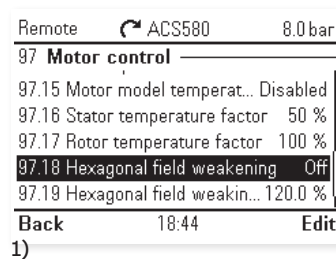 Remote ACS580 8.0 bar
97 Motor control
97.15 Motor model temperat... Disabled
97.16 Stator temperature factor 50 %
97.17 Rotor temperature factor 100 %
97.18 Hexagonal field weakening Off
97.19 Hexagonal field weakin... 120.0 %
Back 18:44 Edit
1)